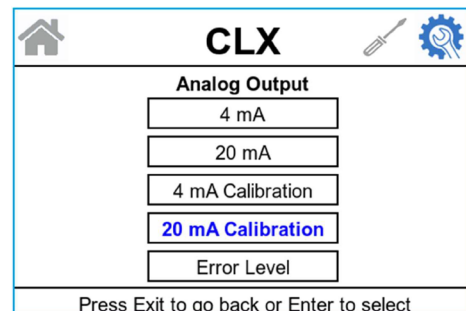 CLX
Analog Output
4 mA
20 mA
4 mA Calibration
20 mA Calibration
Error Level
Press Exit to go back or Enter to select